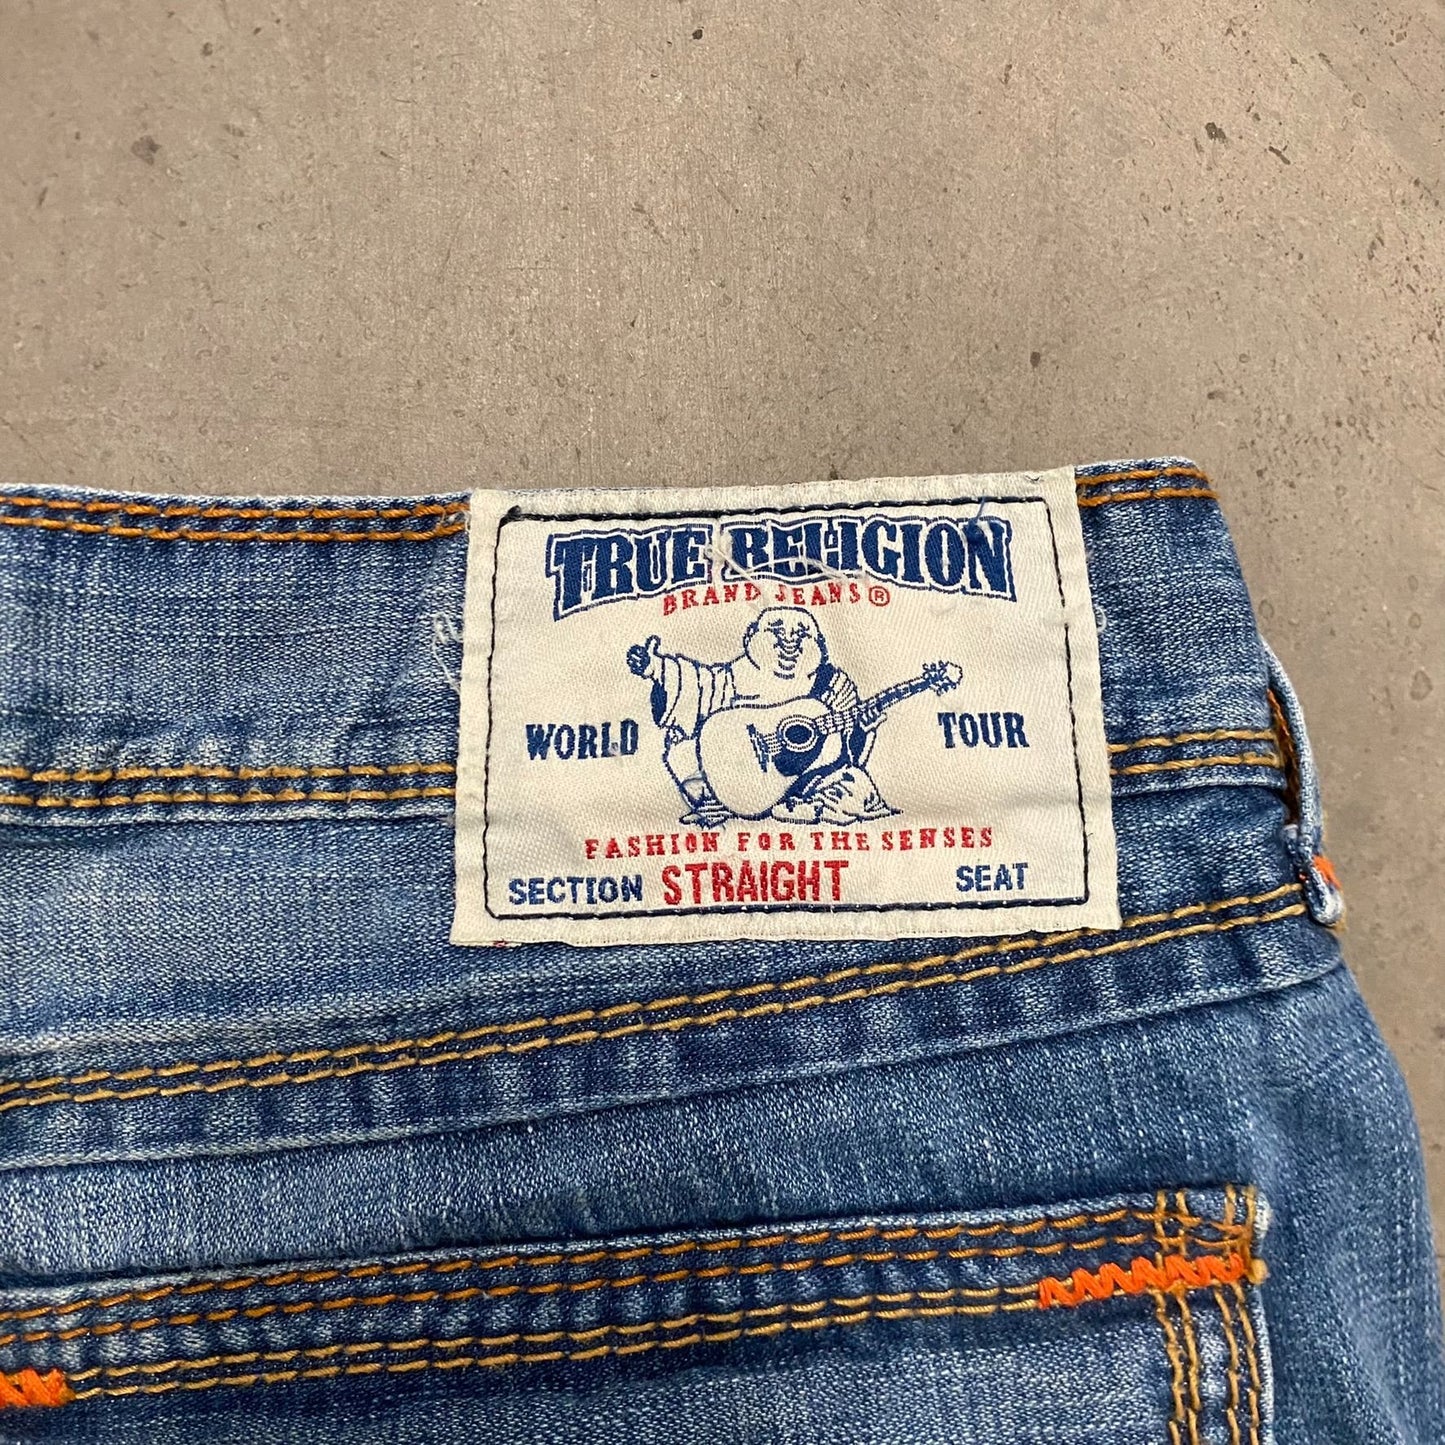 TRUE RELIGION
BRAND JEANS®
WORLD TOUR
FASHION FOR THE SENSES
SECTION STRAIGHT SEAT